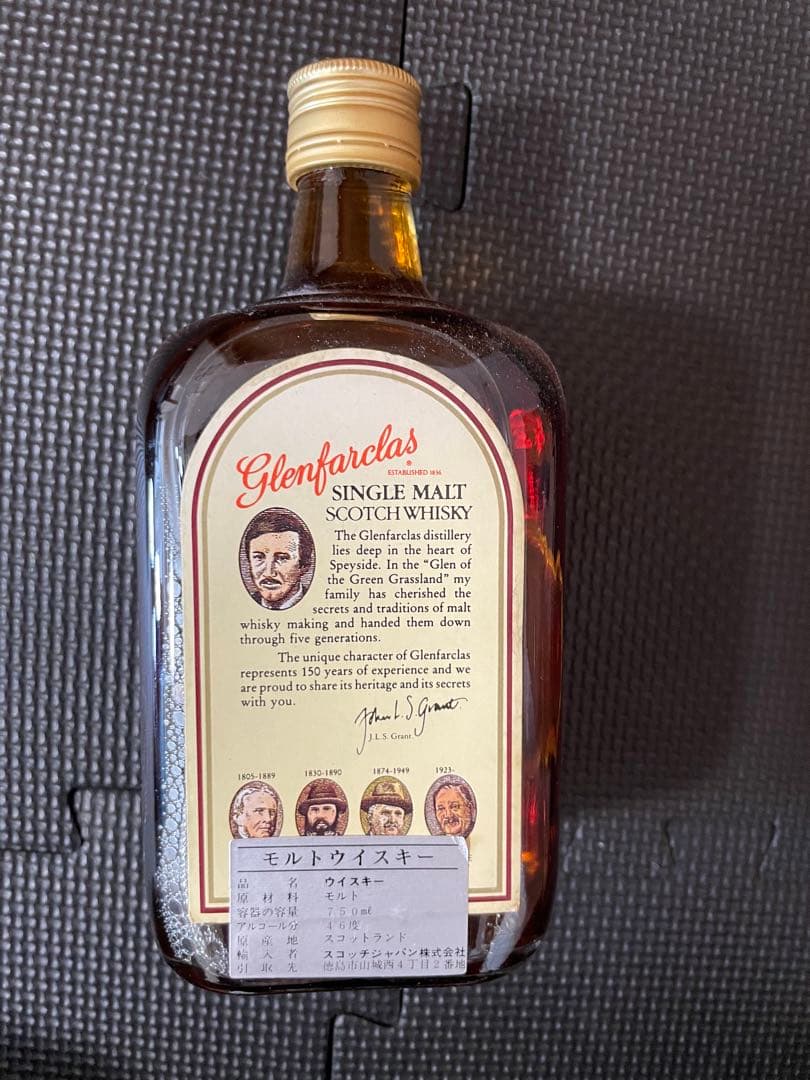 Glenfarclas
®
ESTABLISHED 1836
SINGLE MALT
SCOTCH WHISKY
The Glenfarclas distillery
lies deep in the heart of
Speyside. In the “Glen of
the Green Grassland” my
family has cherished the
secrets and traditions of malt
whisky making and handed them down
through five generations.
The unique character of Glenfarclas
represents 150 years of experience and we
are proud to share its heritage and its secrets
with you.
John L.S. Grant
J.L.S. Grant.
1805-1889 1830-1890 1874-1949 1923-
モルトウイスキー
品名 ウイスキー
原材料 モルト
容器の容量 750㎖
アルコール分 46度
原産地 スコットランド
輸入者 スコッチジャパン株式会社
引取先 徳島市山城西4丁目2番地